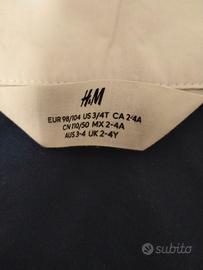 H&M
EUR 98/104 US 3/4T CA 2-4A
CN 110/50 MX 2-4A
AUS 3-4 UK 2-4Y
subito